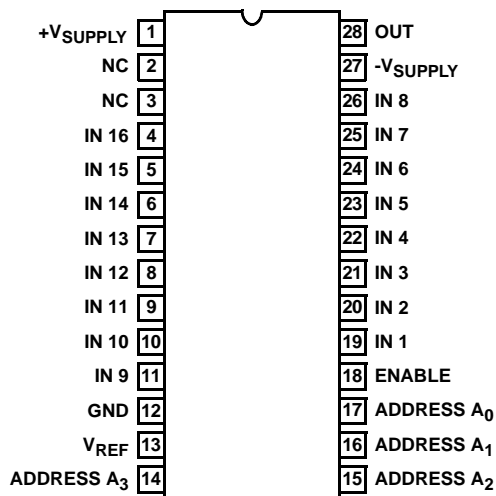 +VSUPPLY 1 28 OUT
NC 2 27 -VSUPPLY
NC 3 26 IN 8
IN 16 4 25 IN 7
IN 15 5 24 IN 6
IN 14 6 23 IN 5
IN 13 7 22 IN 4
IN 12 8 21 IN 3
IN 11 9 20 IN 2
IN 10 10 19 IN 1
IN 9 11 18 ENABLE
GND 12 17 ADDRESS A0
VREF 13 16 ADDRESS A1
ADDRESS A3 14 15 ADDRESS A2